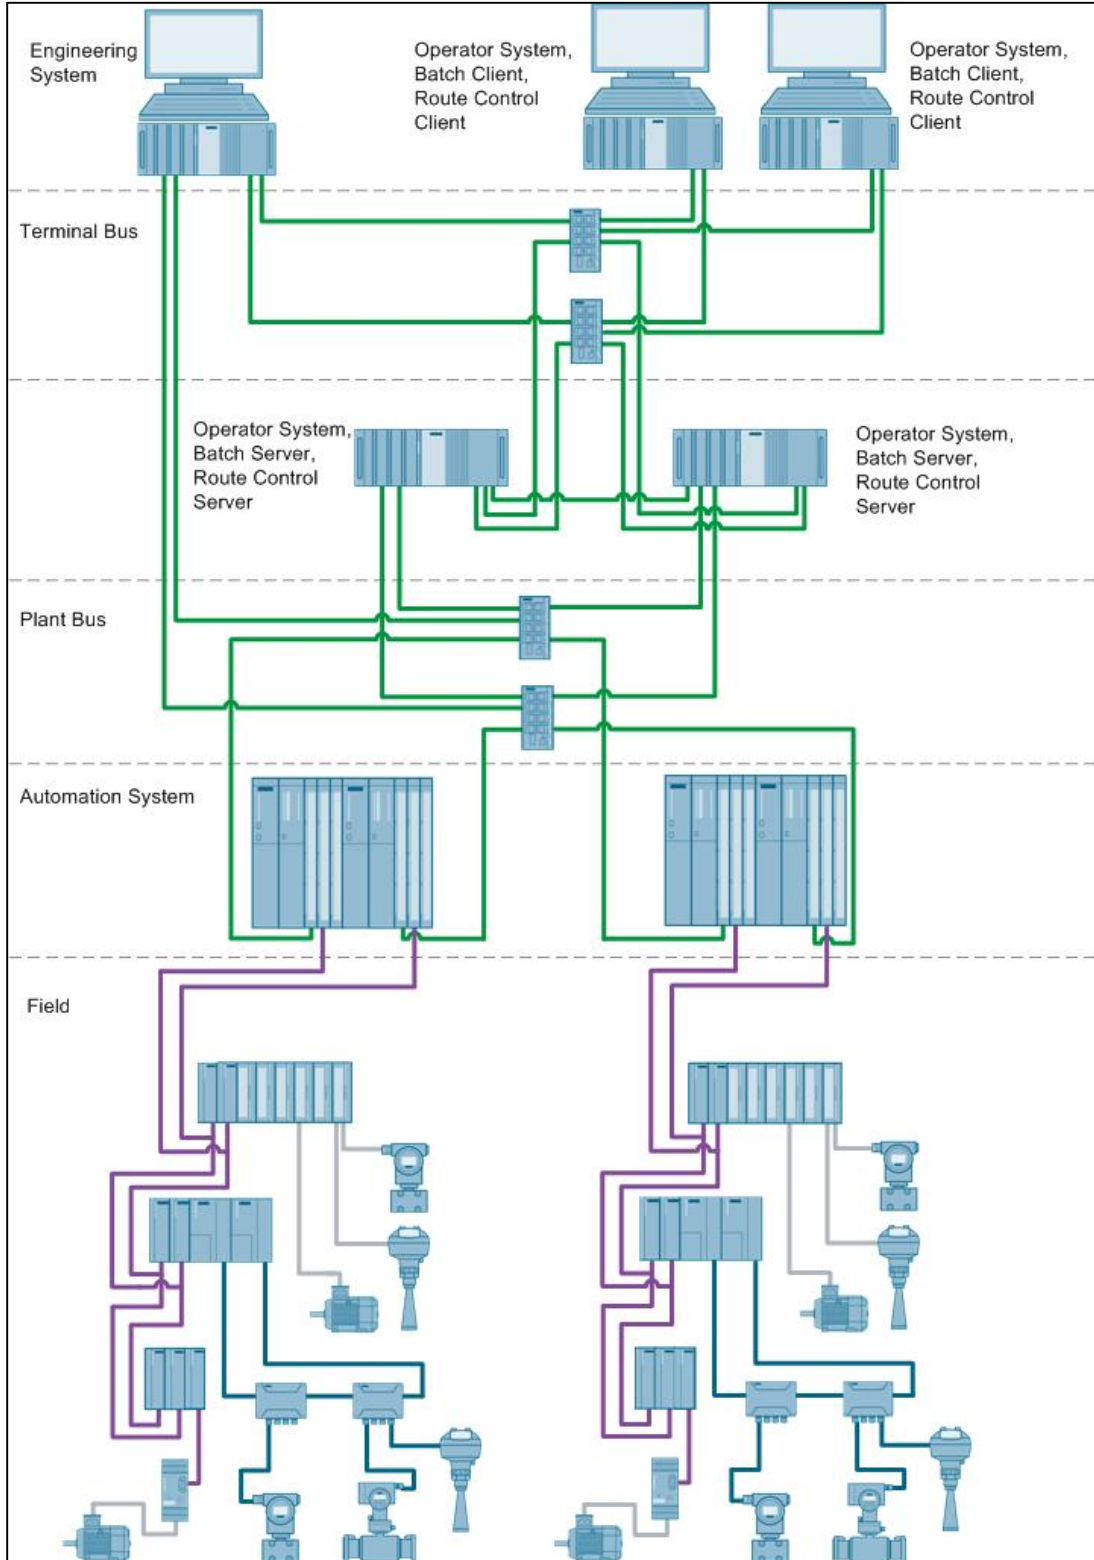 Engineering
System
Operator System,
Batch Client,
Route Control
Client
Operator System,
Batch Client,
Route Control
Client
Terminal Bus
Operator System,
Batch Server,
Route Control
Server
Operator System,
Batch Server,
Route Control
Server
Plant Bus
Automation System
Field